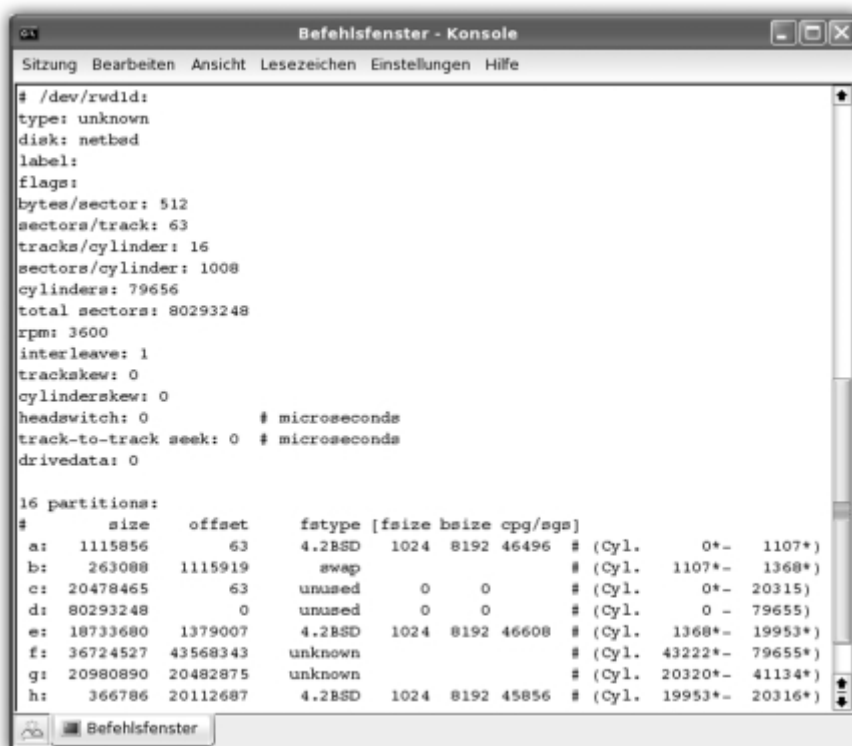 Befehlsfenster - Konsole
Sitzung Bearbeiten Ansicht Lesezeichen Einstellungen Hilfe
# /dev/rwd1d:
type: unknown
disk: netbsd
label:
flags:
bytes/sector: 512
sectors/track: 63
tracks/cylinder: 16
sectors/cylinder: 1008
cylinders: 79656
total sectors: 80293248
rpm: 3600
interleave: 1
trackskew: 0
cylinderskew: 0
headswitch: 0 # microseconds
track-to-track seek: 0 # microseconds
drivedata: 0
16 partitions:
# size offset fstype [fsize bsize cpg/sgs]
a: 1115856 63 4.2BSD 1024 8192 46496 # (Cyl. 0*- 1107*)
b: 263088 1115919 swap # (Cyl. 1107*- 1368*)
c: 20478465 63 unused 0 0 # (Cyl. 0*- 20315)
d: 80293248 0 unused 0 0 # (Cyl. 0 - 79655)
e: 18733680 1379007 4.2BSD 1024 8192 46608 # (Cyl. 1368*- 19953*)
f: 36724527 43568343 unknown # (Cyl. 43222*- 79655*)
g: 20980890 20482875 unknown # (Cyl. 20320*- 41134*)
h: 366786 20112687 4.2BSD 1024 8192 45856 # (Cyl. 19953*- 20316*)
Befehlsfenster